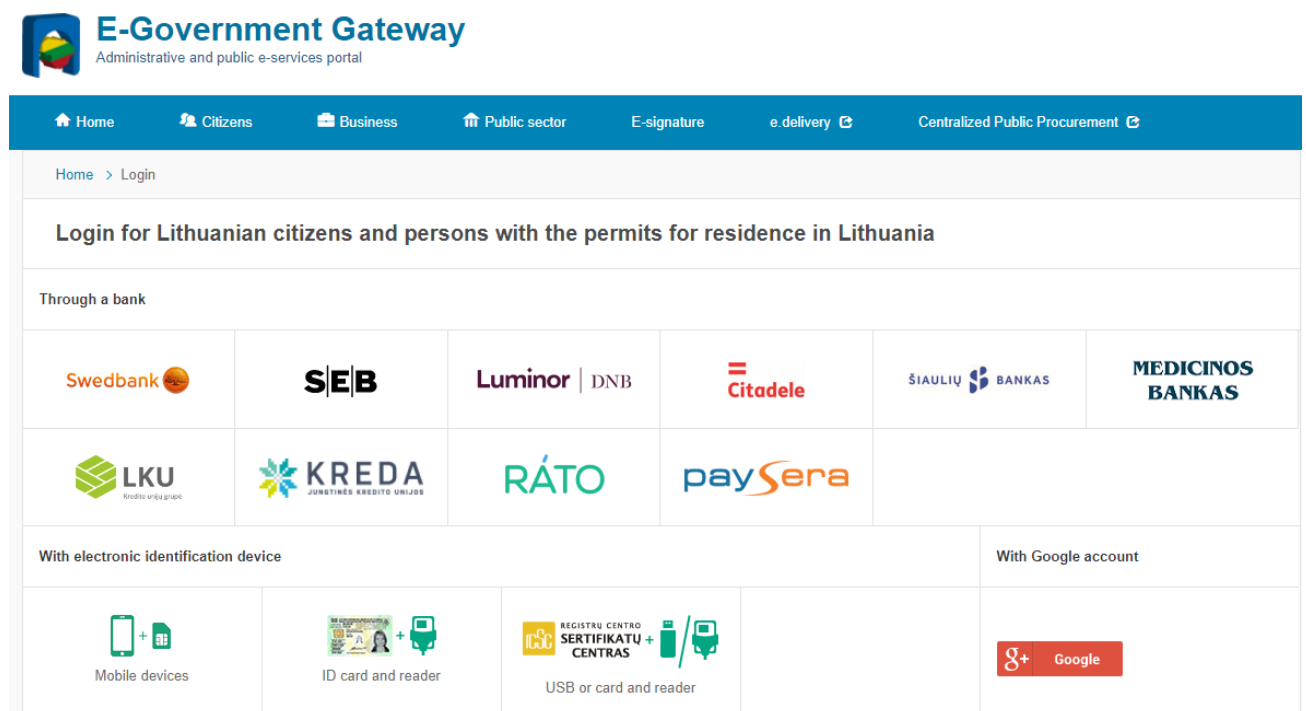 E-Government Gateway
Administrative and public e-services portal
Home Citizens Business Public sector E-signature e.delivery Centralized Public Procurement
Home > Login
Login for Lithuanian citizens and persons with the permits for residence in Lithuania
Through a bank
Swedbank
S|E|B
Luminor | DNB
Citadele
ŠIAULIŲ BANKAS
MEDICINOS
BANKAS
LKU
Kredito unijų grupė
KREDA
JUNGTINĖS KREDITO UNIJOS
RÁTO
paysera
With electronic identification device
With Google account
+
Mobile devices
+
ID card and reader
ICSC
REGISTRŲ CENTRO
SERTIFIKATŲ +
CENTRAS
USB or card and reader
g+ Google